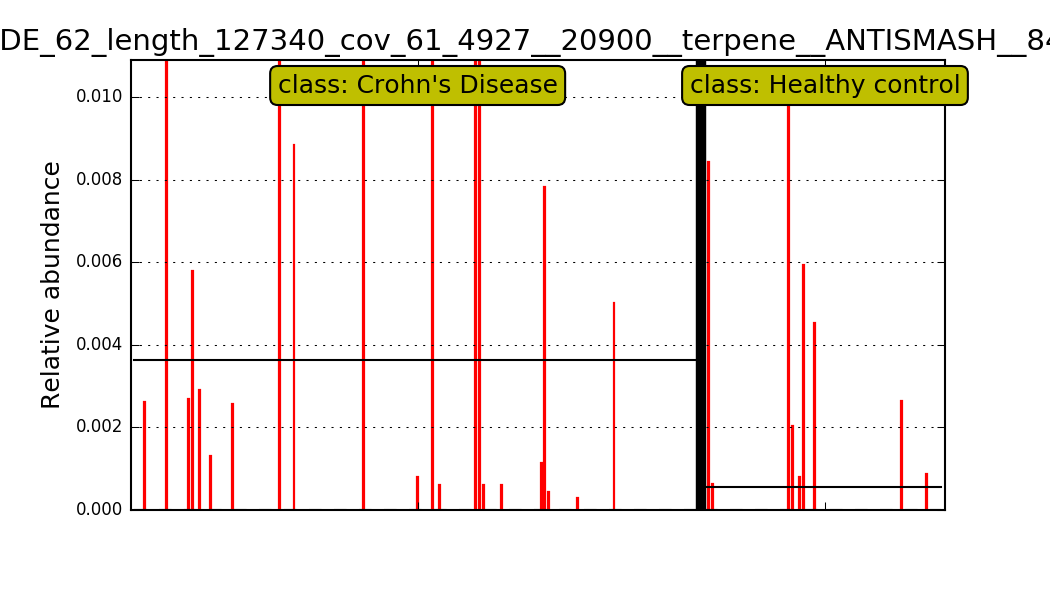 DE_62_length_127340_cov_61_4927__20900__terpene__ANTISMASH__84
class: Crohn's Disease
class: Healthy control
Relative abundance
0.010
0.008
0.006
0.004
0.002
0.000